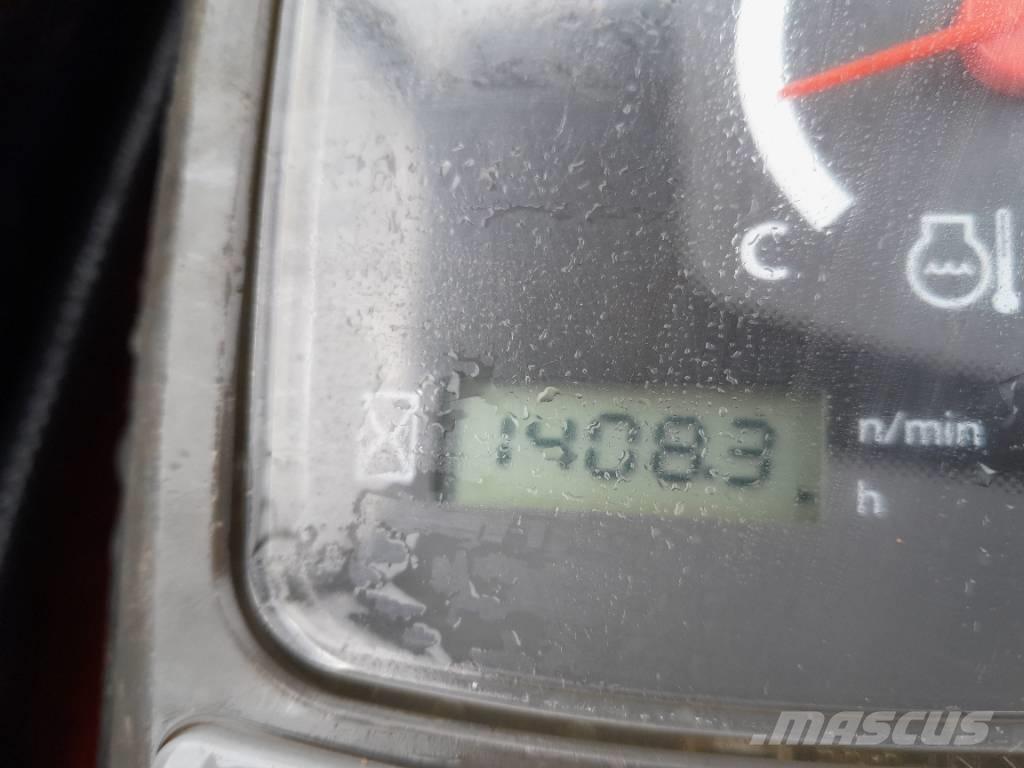 C
1408.3
n/min
h
MASCUS